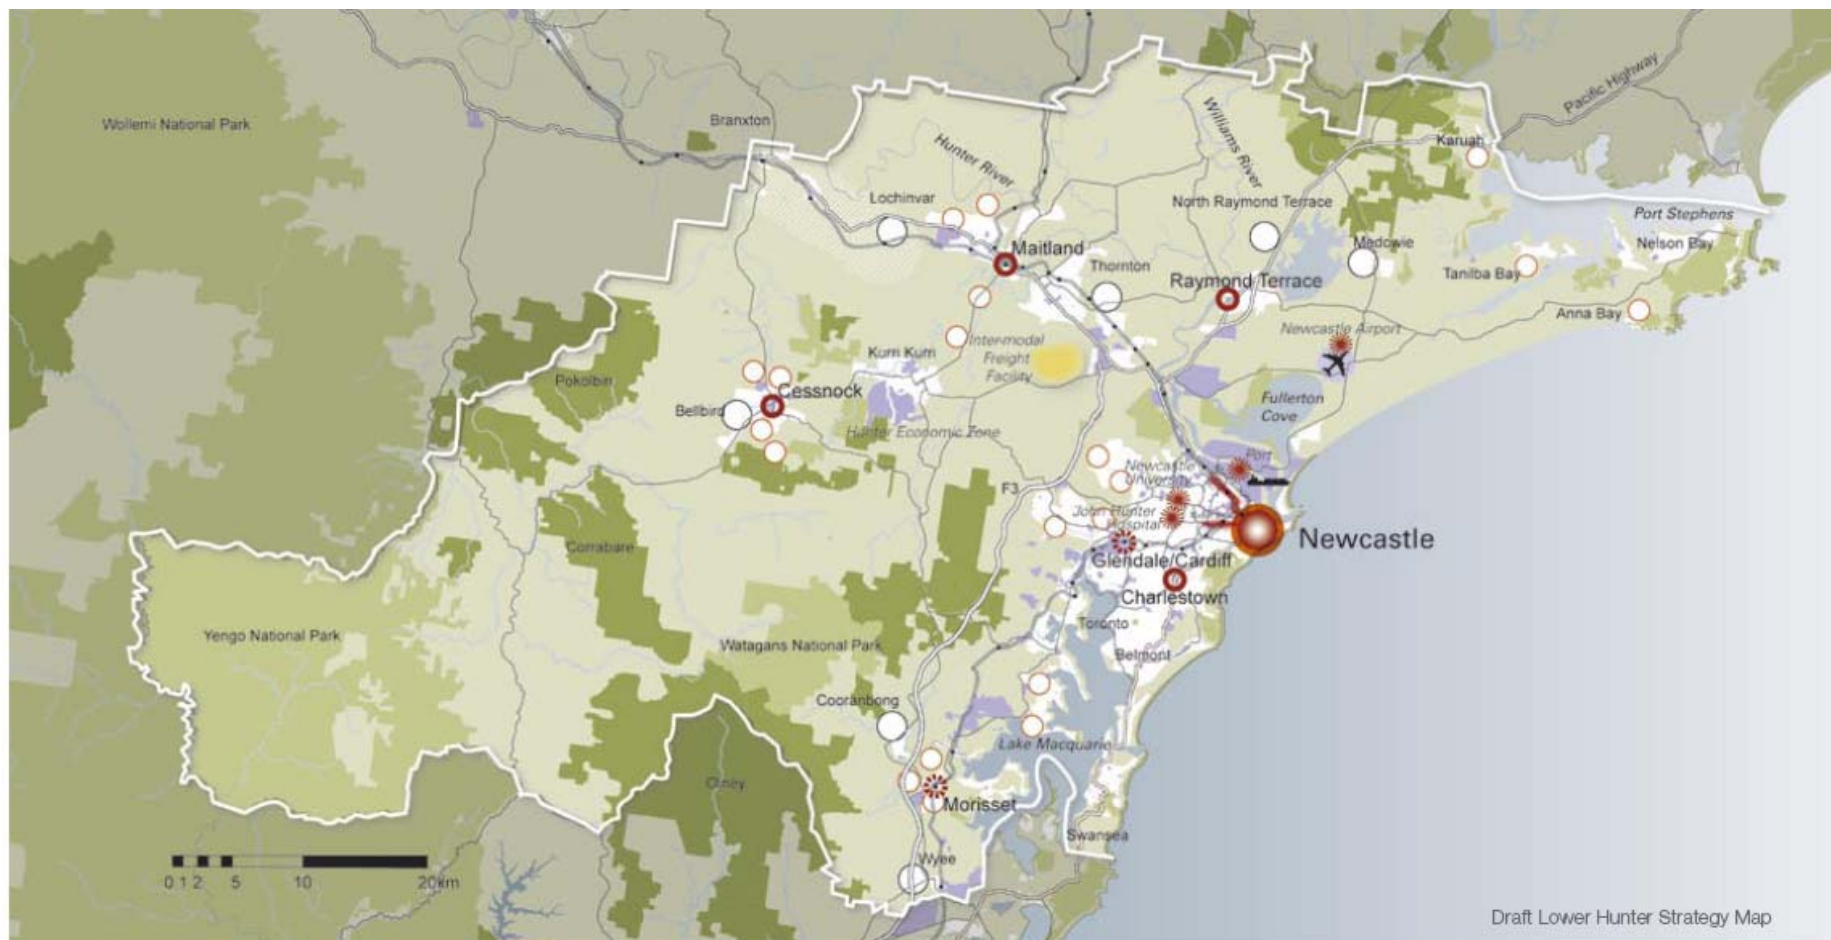 Pacific Highway
Wollemi National Park
Branxton
Williams River
Karuah
Hunter River
Lochinvar
North Raymond Terrace
Port Stephens
Maitland
Medowie
Nelson Bay
Thornton
Tanilba Bay
Raymond Terrace
Anna Bay
Newcastle Airport
Inter-modal
Freight
Facility
Kurri Kurri
Pokolbin
Cessnock
Fullerton
Cove
Bellbird
Hunter Economic Zone
Port
Newcastle
University
F3
John Hunter
Hospital
Newcastle
Corrabare
Glendale/Cardiff
Charlestown
Toronto
Yengo National Park
Watagans National Park
Belmont
Cooranbong
Lake Macquarie
Olney
Morisset
Swansea
Wyee
0 1 2 5 10 20km
Draft Lower Hunter Strategy Map